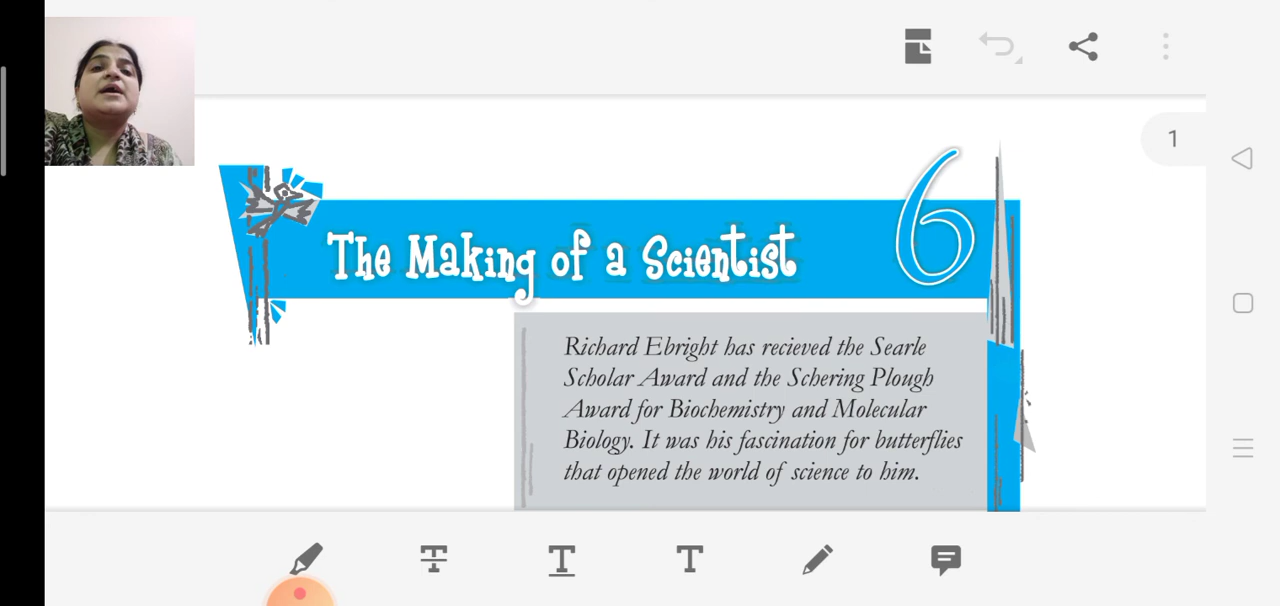 1
6
The Making of a Scientist
Richard Ebright has recieved the Searle
Scholar Award and the Schering Plough
Award for Biochemistry and Molecular
Biology. It was his fascination for butterflies
that opened the world of science to him.
T
T
T